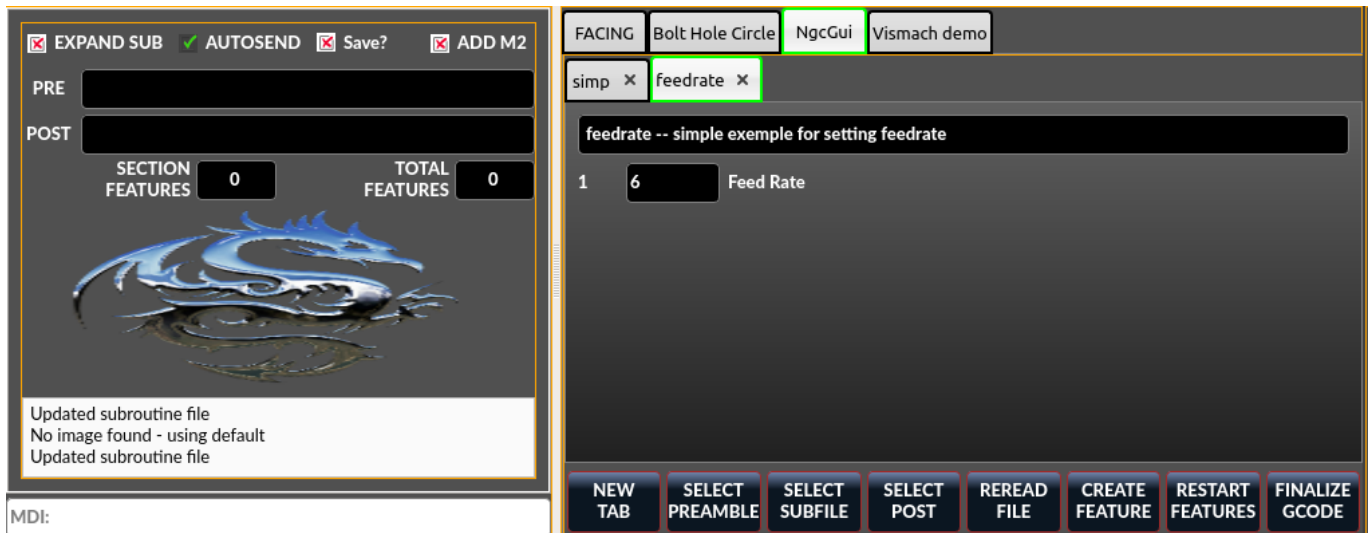 EXPAND SUB AUTOSEND Save? ADD M2
PRE
POST
SECTION
FEATURES
0
TOTAL
FEATURES
0
Updated subroutine file
No image found - using default
Updated subroutine file
MDI:
FACING Bolt Hole Circle NgcGui Vismach demo
simp × feedrate ×
feedrate -- simple exemple for setting feedrate
1 6 Feed Rate
NEW
TAB
SELECT
PREAMBLE
SELECT
SUBFILE
SELECT
POST
REREAD
FILE
CREATE
FEATURE
RESTART
FEATURES
FINALIZE
GCODE